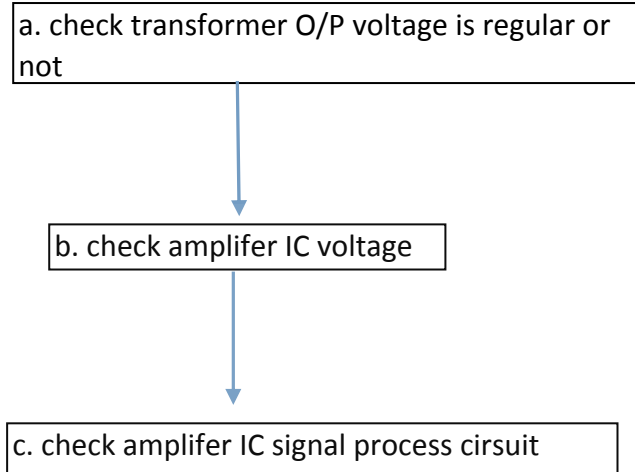 a. check transformer O/P voltage is regular or
not
b. check amplifer IC voltage
c. check amplifer IC signal process cirsuit